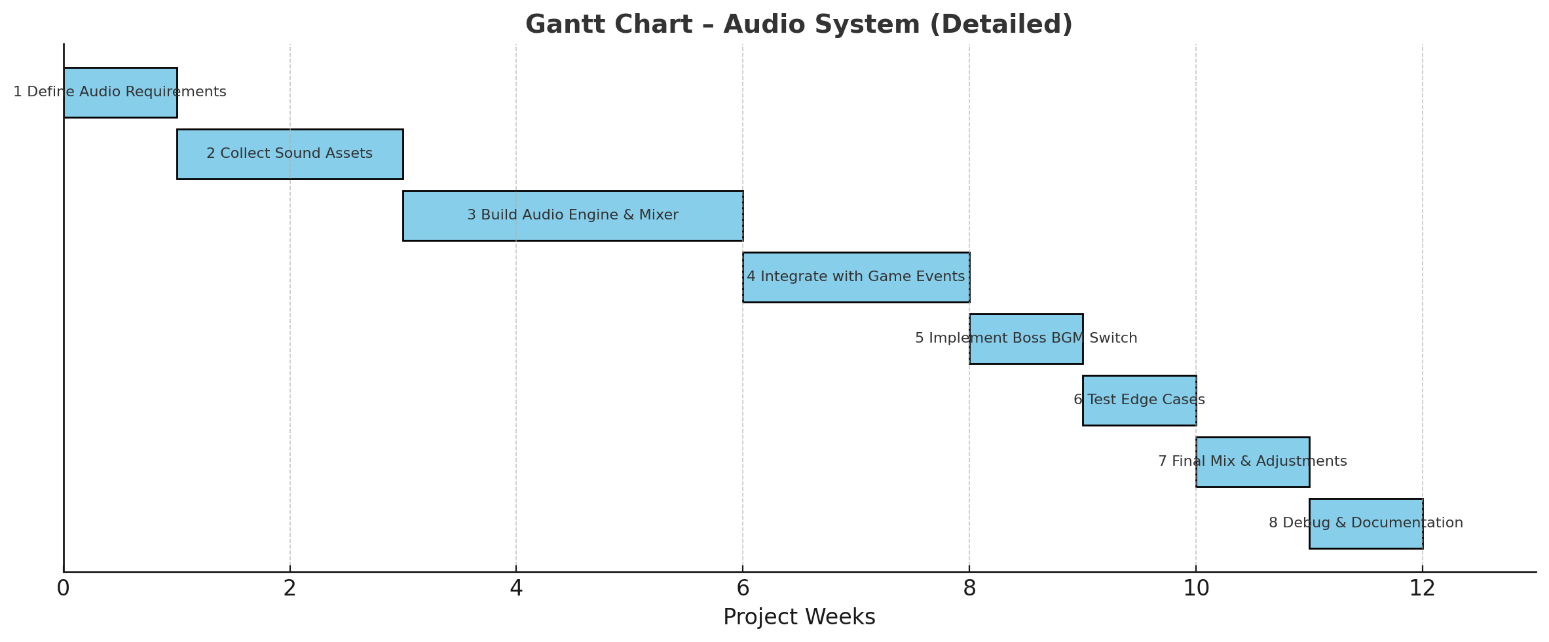 Gantt Chart – Audio System (Detailed)
1 Define Audio Requirements
2 Collect Sound Assets
3 Build Audio Engine & Mixer
4 Integrate with Game Events
5 Implement Boss BGM Switch
6 Test Edge Cases
7 Final Mix & Adjustments
8 Debug & Documentation
0 2 4 6 8 10 12
Project Weeks